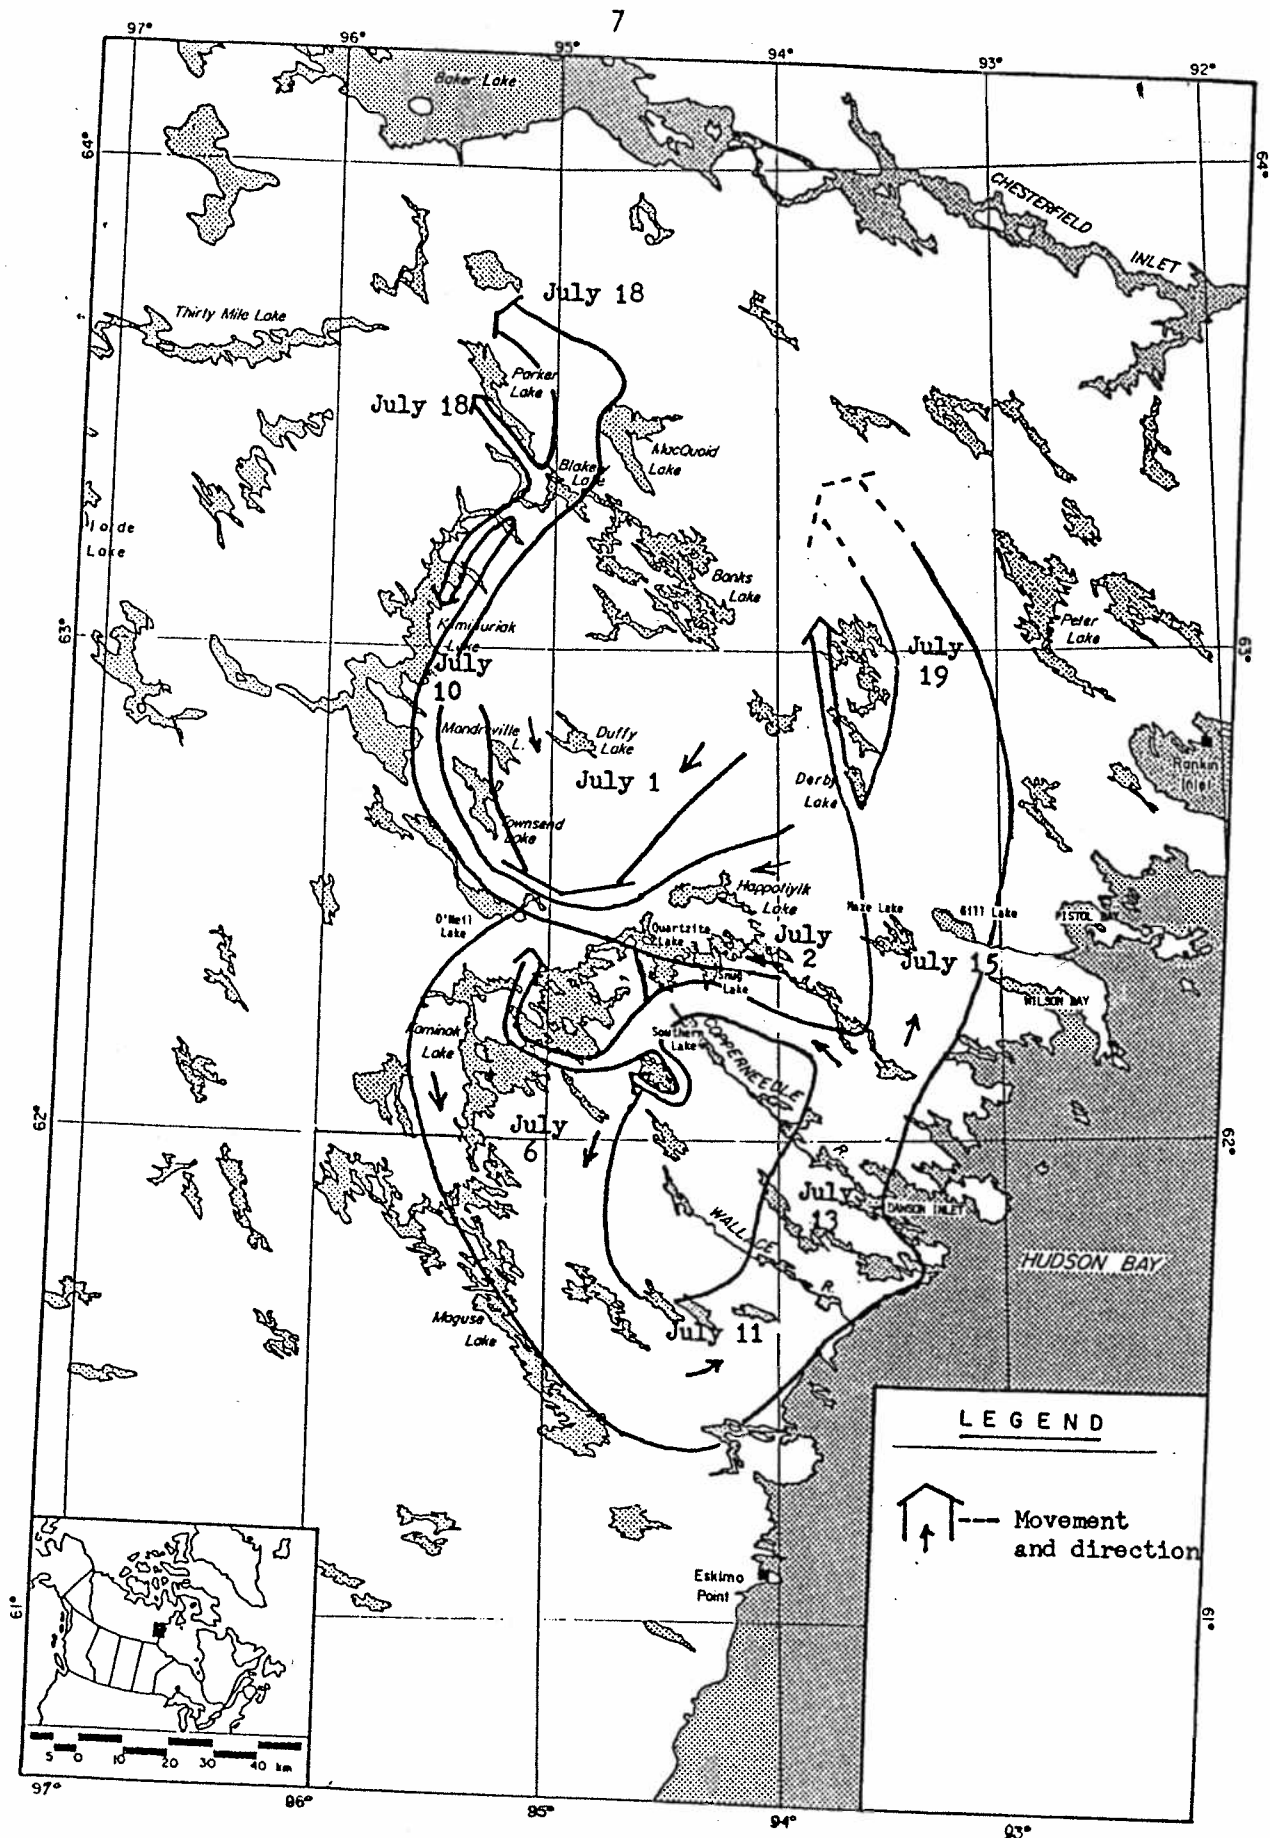 7
97°
96°
95°
94°
93°
92°
Baker Lake
64°
64°
CHESTERFIELD
INLET
July 18
Thirty Mile Lake
Parker
Lake
July 18
MacQuoid
Lake
Blake
Lake
Lake
Banks
Lake
Peter
Lake
63°
63°
Lake
July
10
July
19
Mandreville
L.
Duffy
Lake
July 1
Derby
Lake
Rankin
Inlet
Townsend
Lake
Happotiyik
Lake
Maze Lake
Gill Lake
PISTOL BAY
O'Neil
Lake
Quartzite
Lake
July
2
July 15
Snug
Lake
WILSON BAY
Kaminak
Lake
Southern
Lake
COPPERNEEDLE
R.
62°
62°
July
6
July
13
DAWSON INLET
WALLACE
R.
HUDSON BAY
Maguse
Lake
July 11
LEGEND
Movement
and direction
Eskimo
Point
61°
61°
5 0 10 20 30 40 km
97°
96°
95°
94°
93°